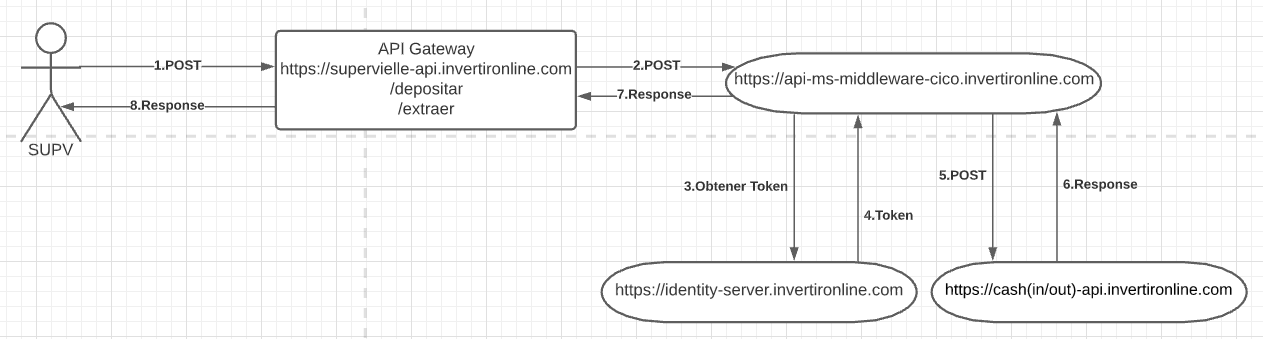 SUPV
1.POST
8.Response
API Gateway
https://supervielle-api.invertironline.com
/depositar
/extraer
2.POST
7.Response
https://api-ms-middleware-cico.invertironline.com
3.Obtener Token
4.Token
5.POST
6.Response
https://identity-server.invertironline.com
https://cash(in/out)-api.invertironline.com